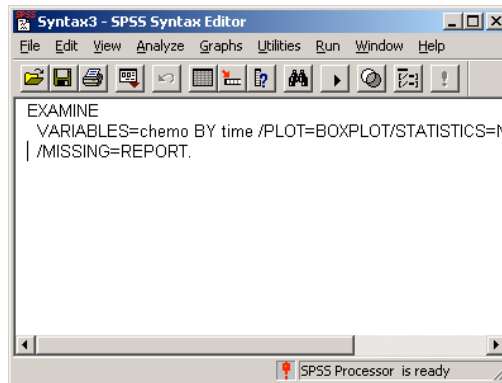 Syntax3 - SPSS Syntax Editor
File Edit View Analyze Graphs Utilities Run Window Help
EXAMINE
VARIABLES=chemo BY time /PLOT=BOXPLOT/STATISTICS=
/MISSING=REPORT.
SPSS Processor is ready